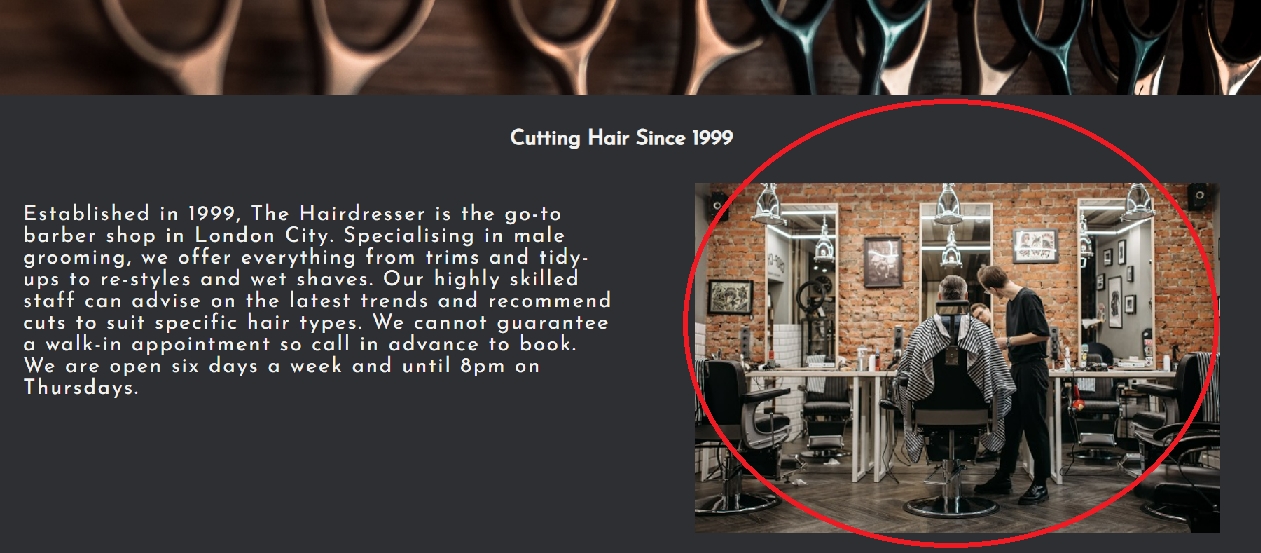 Cutting Hair Since 1999
Established in 1999, The Hairdresser is the go-to
barber shop in London City. Specialising in male
grooming, we offer everything from trims and tidy-
ups to re-styles and wet shaves. Our highly skilled
staff can advise on the latest trends and recommend
cuts to suit specific hair types. We cannot guarantee
a walk-in appointment so call in advance to book.
We are open six days a week and until 8pm on
Thursdays.